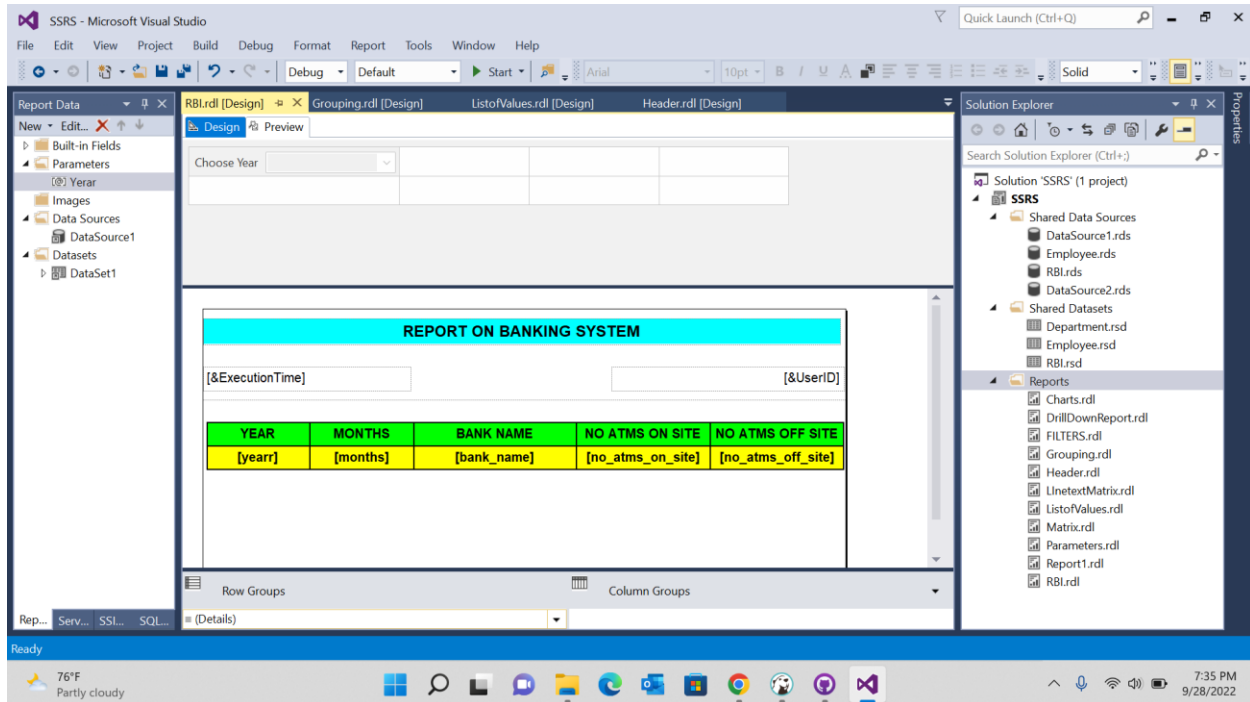 SSRS - Microsoft Visual Studio
Quick Launch (Ctrl+Q)
File Edit View Project Build Debug Format Report Tools Window Help
Debug Default Start Arial 10pt B I U A Solid
Report Data
New Edit...
Built-in Fields
Parameters
[@] Yerar
Images
Data Sources
DataSource1
Datasets
DataSet1
Rep... Serv... SSI... SQL...
RBI.rdl [Design] Grouping.rdl [Design] ListofValues.rdl [Design] Header.rdl [Design]
Design Preview
Choose Year
REPORT ON BANKING SYSTEM
[&ExecutionTime] [&UserID]
YEAR MONTHS BANK NAME NO ATMS ON SITE NO ATMS OFF SITE
[yearr] [months] [bank_name] [no_atms_on_site] [no_atms_off_site]
Row Groups Column Groups
(Details)
Solution Explorer
Search Solution Explorer (Ctrl+;)
Solution 'SSRS' (1 project)
SSRS
Shared Data Sources
DataSource1.rds
Employee.rds
RBI.rds
DataSource2.rds
Shared Datasets
Department.rsd
Employee.rsd
RBI.rsd
Reports
Charts.rdl
DrillDownReport.rdl
FILTERS.rdl
Grouping.rdl
Header.rdl
LInetextMatrix.rdl
ListofValues.rdl
Matrix.rdl
Parameters.rdl
Report1.rdl
RBI.rdl
Properties
Ready
76°F
Partly cloudy
7:35 PM
9/28/2022